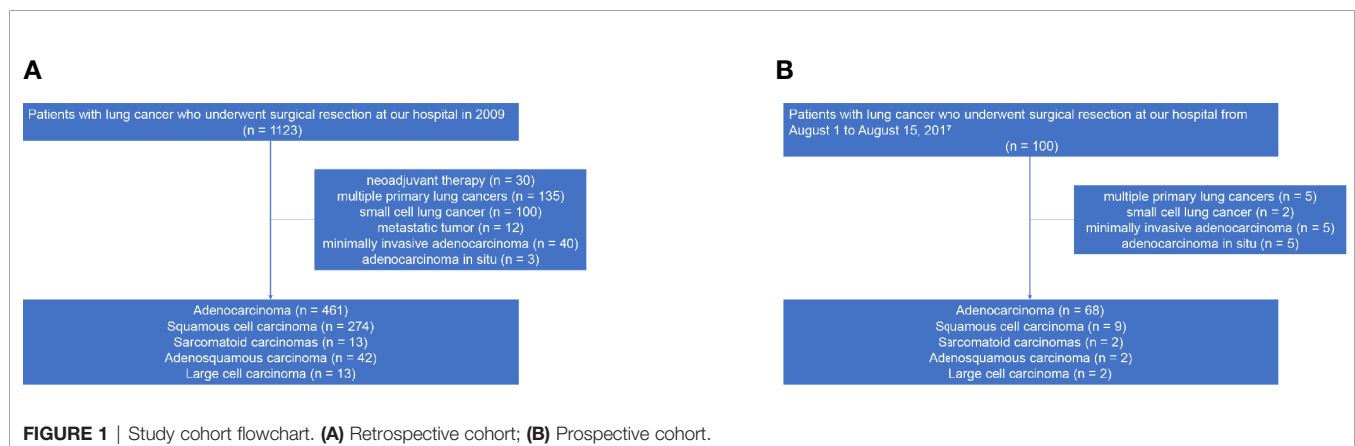 A
Patients with lung cancer who underwent surgical resection at our hospital in 2009
(n = 1123)
neoadjuvant therapy (n = 30)
multiple primary lung cancers (n = 135)
small cell lung cancer (n = 100)
metastatic tumor (n = 12)
minimally invasive adenocarcinoma (n = 40)
adenocarcinoma in situ (n = 3)
Adenocarcinoma (n = 461)
Squamous cell carcinoma (n = 274)
Sarcomatoid carcinomas (n = 13)
Adenosquamous carcinoma (n = 42)
Large cell carcinoma (n = 13)
B
Patients with lung cancer who underwent surgical resection at our hospital from
August 1 to August 15, 2017
(n = 100)
multiple primary lung cancers (n = 5)
small cell lung cancer (n = 2)
minimally invasive adenocarcinoma (n = 5)
adenocarcinoma in situ (n = 5)
Adenocarcinoma (n = 68)
Squamous cell carcinoma (n = 9)
Sarcomatoid carcinomas (n = 2)
Adenosquamous carcinoma (n = 2)
Large cell carcinoma (n = 2)
FIGURE 1 | Study cohort flowchart. (A) Retrospective cohort; (B) Prospective cohort.